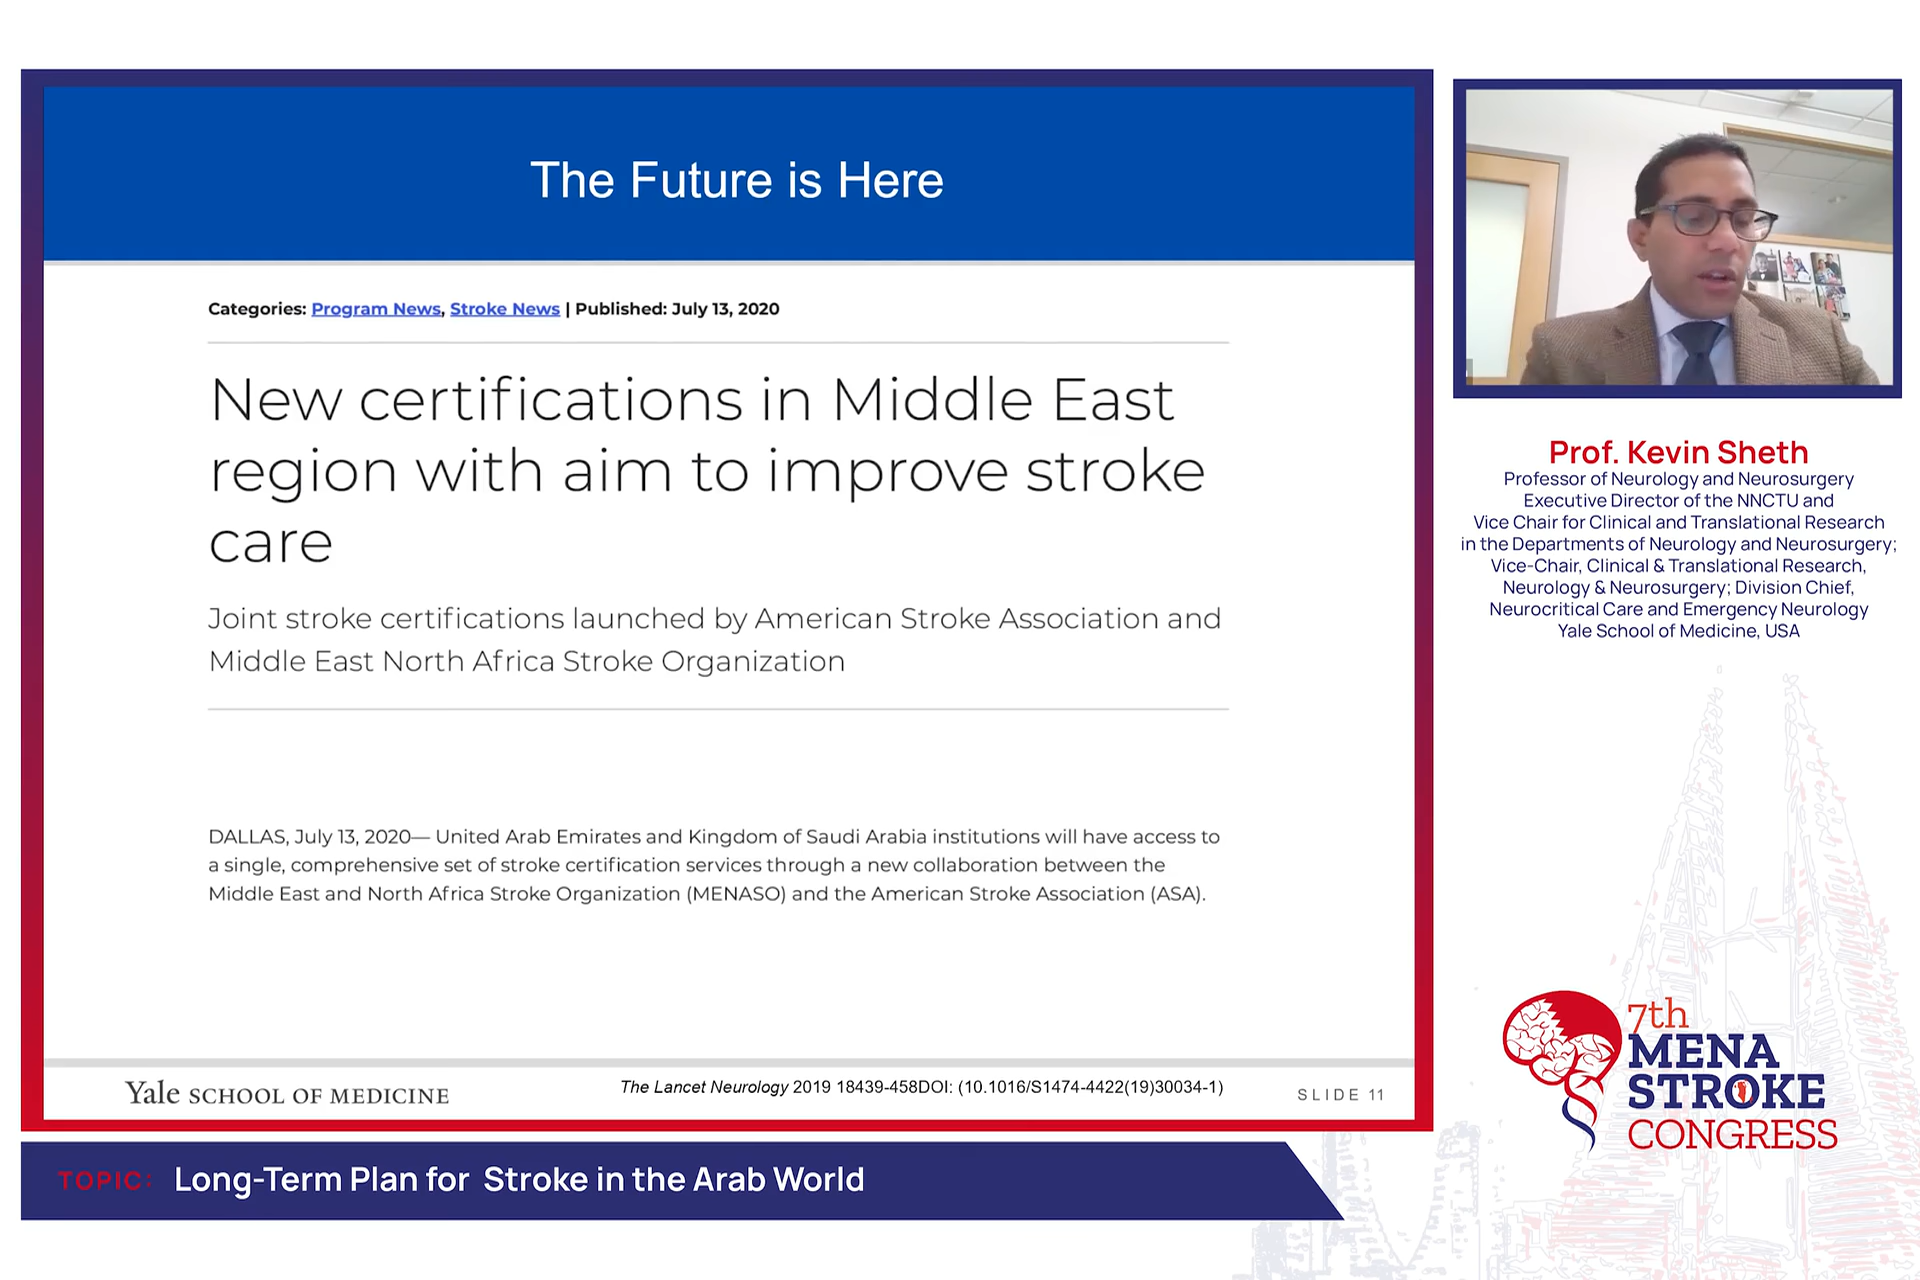 The Future is Here
Categories: Program News, Stroke News | Published: July 13, 2020
New certifications in Middle East
region with aim to improve stroke
care
Joint stroke certifications launched by American Stroke Association and
Middle East North Africa Stroke Organization
DALLAS, July 13, 2020— United Arab Emirates and Kingdom of Saudi Arabia institutions will have access to
a single, comprehensive set of stroke certification services through a new collaboration between the
Middle East and North Africa Stroke Organization (MENASO) and the American Stroke Association (ASA).
Yale SCHOOL OF MEDICINE
The Lancet Neurology 2019 18439-458DOI: (10.1016/S1474-4422(19)30034-1)
SLIDE 11
Prof. Kevin Sheth
Professor of Neurology and Neurosurgery
Executive Director of the NNCTU and
Vice Chair for Clinical and Translational Research
in the Departments of Neurology and Neurosurgery;
Vice-Chair, Clinical & Translational Research,
Neurology & Neurosurgery; Division Chief,
Neurocritical Care and Emergency Neurology
Yale School of Medicine, USA
7th
MENA
STROKE
CONGRESS
TOPIC: Long-Term Plan for Stroke in the Arab World